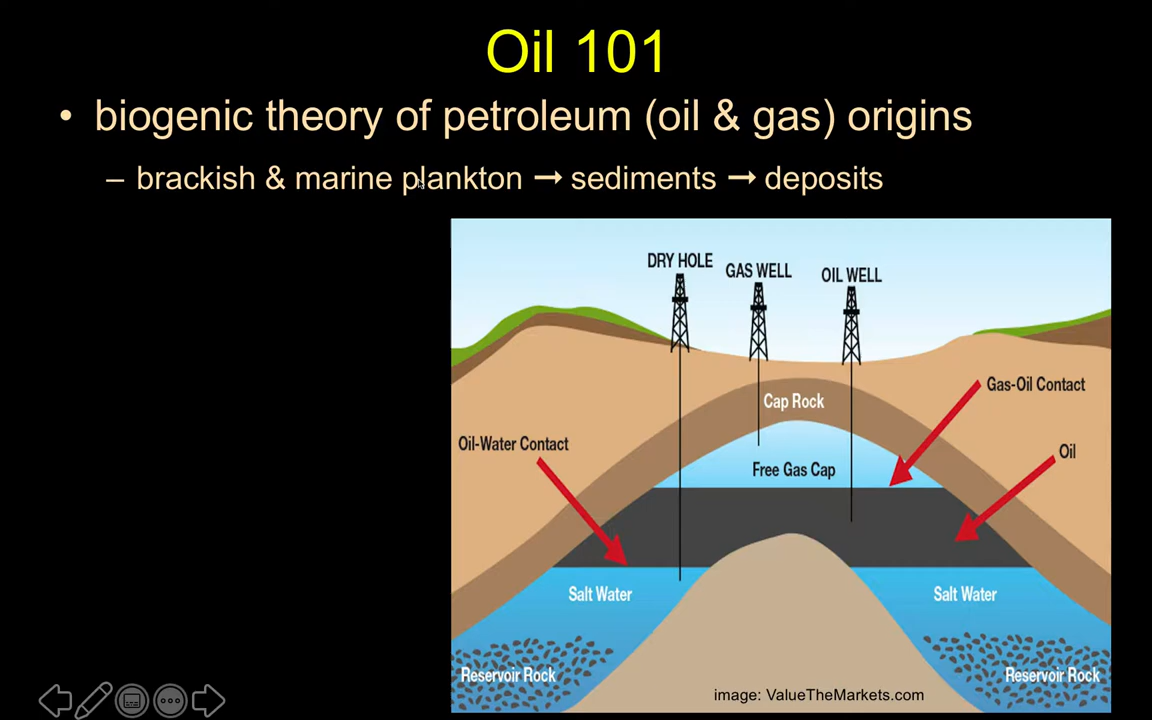 Oil 101
• biogenic theory of petroleum (oil & gas) origins
– brackish & marine plankton → sediments → deposits
DRY HOLE
GAS WELL
OIL WELL
Gas-Oil Contact
Cap Rock
Oil-Water Contact
Oil
Free Gas Cap
Salt Water
Salt Water
Reservoir Rock
Reservoir Rock
image: ValueTheMarkets.com